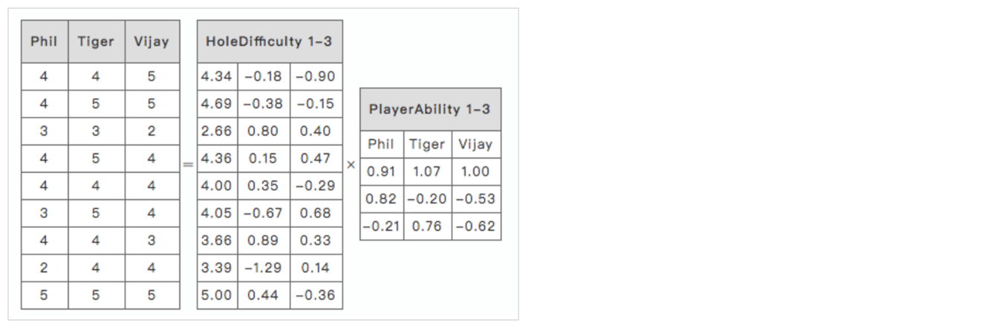 Phil Tiger Vijay
4 4 5
4 5 5
3 3 2
4 5 4
4 4 4
3 5 4
4 4 3
2 4 4
5 5 5
=
HoleDifficulty 1–3
4.34 –0.18 –0.90
4.69 –0.38 –0.15
2.66 0.80 0.40
4.36 0.15 0.47
4.00 0.35 –0.29
4.05 –0.67 0.68
3.66 0.89 0.33
3.39 –1.29 0.14
5.00 0.44 –0.36
×
PlayerAbility 1–3
Phil Tiger Vijay
0.91 1.07 1.00
0.82 –0.20 –0.53
–0.21 0.76 –0.62